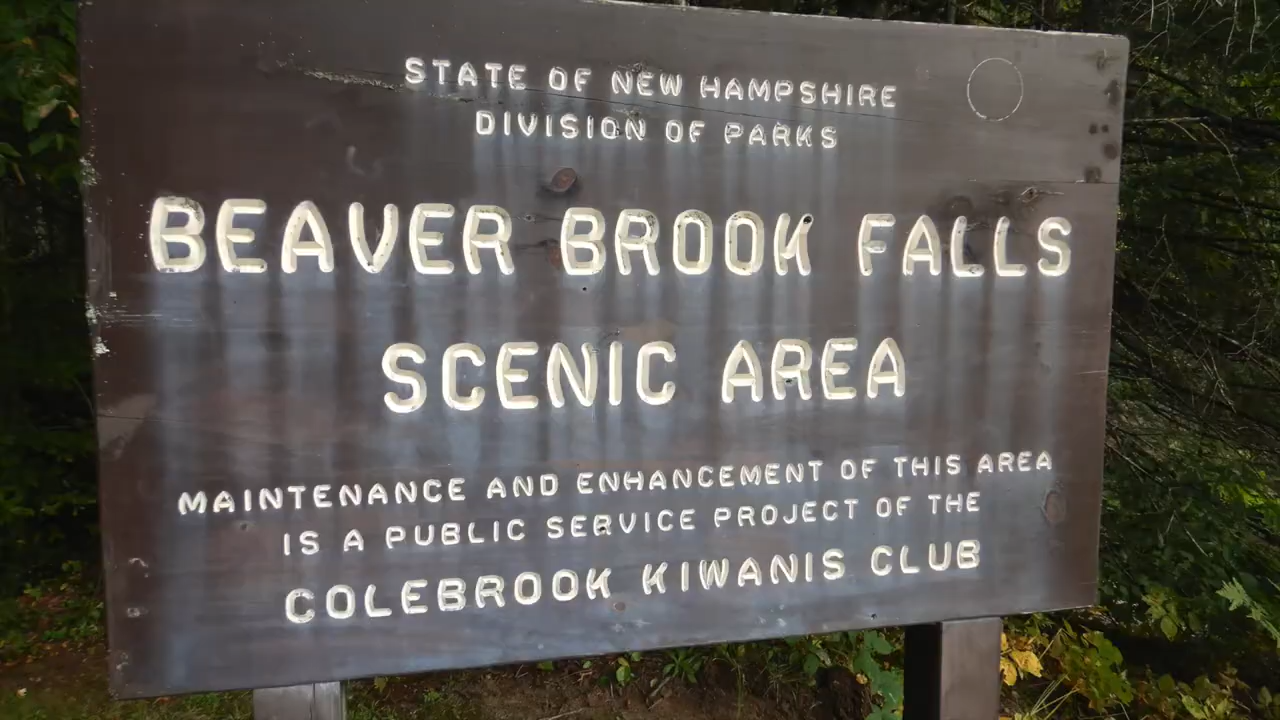 STATE OF NEW HAMPSHIRE
DIVISION OF PARKS
BEAVER BROOK FALLS
SCENIC AREA
MAINTENANCE AND ENHANCEMENT OF THIS AREA
IS A PUBLIC SERVICE PROJECT OF THE
COLEBROOK KIWANIS CLUB